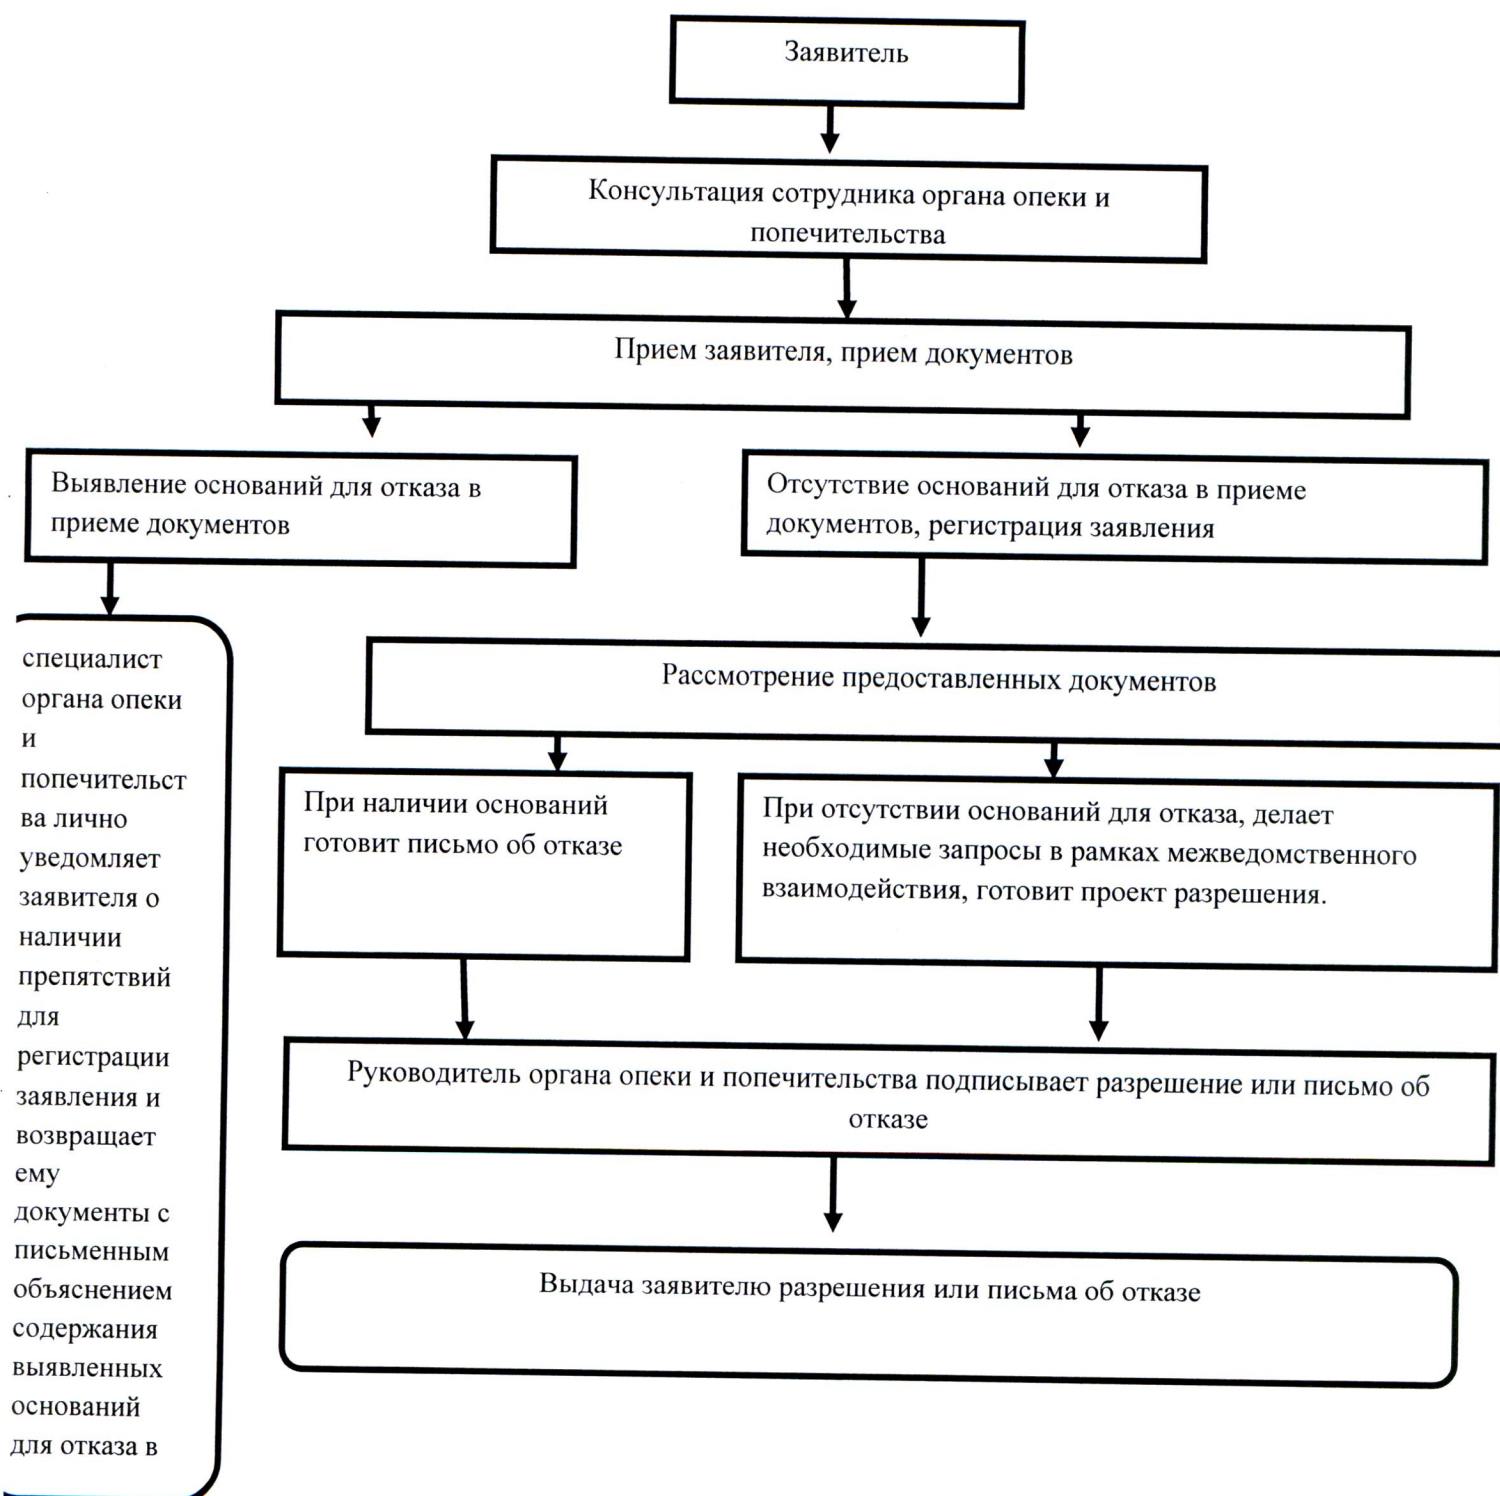 Заявитель
Консультация сотрудника органа опеки и
попечительства
Прием заявителя, прием документов
Выявление оснований для отказа в
приеме документов
Отсутствие оснований для отказа в приеме
документов, регистрация заявления
специалист
органа опеки
и
попечительст
ва лично
уведомляет
заявителя о
наличии
препятствий
для
регистрации
заявления и
возвращает
ему
документы с
письменным
объяснением
содержания
выявленных
оснований
для отказа в
Рассмотрение предоставленных документов
При наличии оснований
готовит письмо об отказе
При отсутствии оснований для отказа, делает
необходимые запросы в рамках межведомственного
взаимодействия, готовит проект разрешения.
Руководитель органа опеки и попечительства подписывает разрешение или письмо об
отказе
Выдача заявителю разрешения или письма об отказе